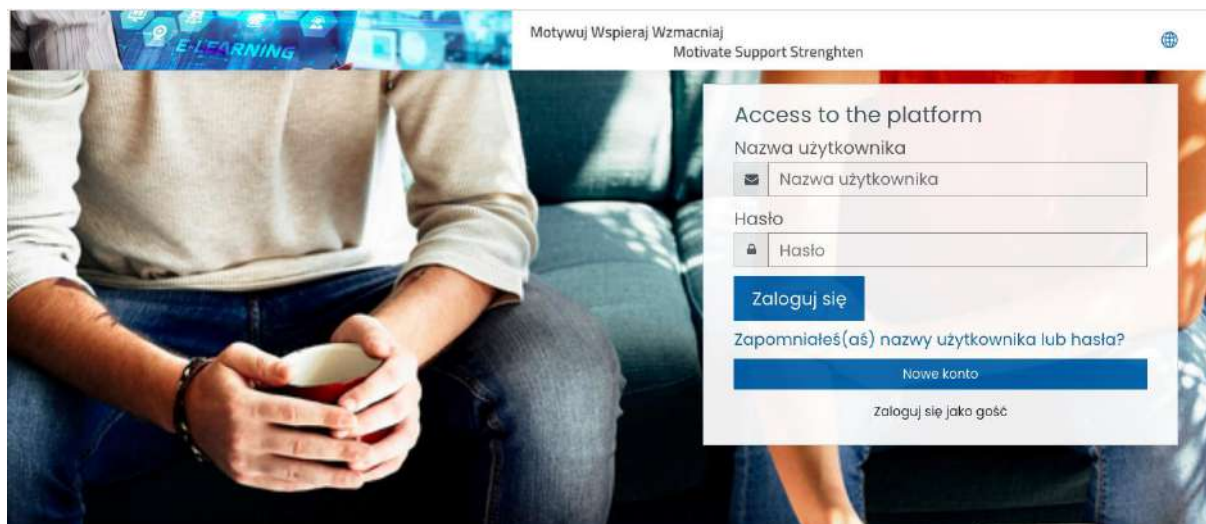 E-LEARNING
Motywuj Wspieraj Wzmacniaj
Motivate Support Strenghten
Access to the platform
Nazwa użytkownika
Nazwa użytkownika
Hasło
Hasło
Zaloguj się
Zapomniałeś(aś) nazwy użytkownika lub hasła?
Nowe konto
Zaloguj się jako gość